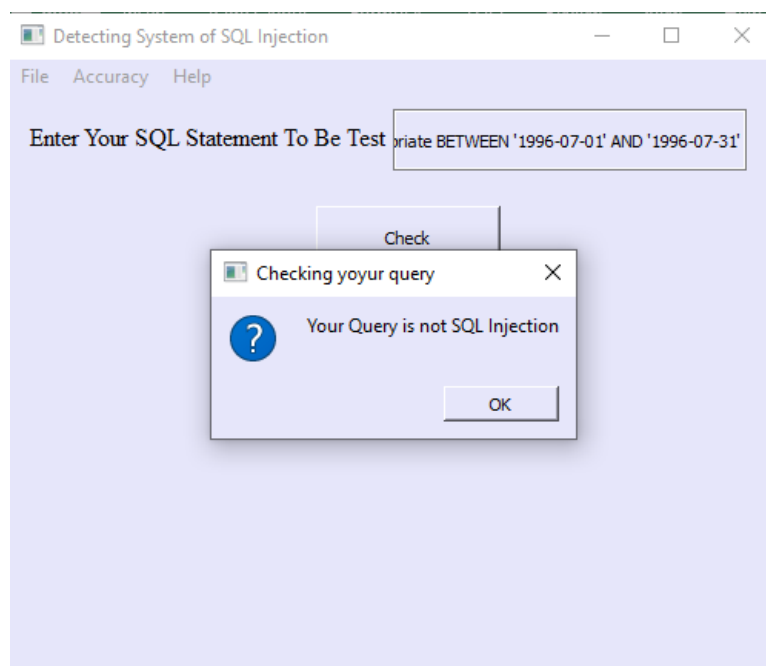 Detecting System of SQL Injection
File Accuracy Help
Enter Your SQL Statement To Be Test
priate BETWEEN '1996-07-01' AND '1996-07-31'
Check
Checking yoyur query
Your Query is not SQL Injection
OK